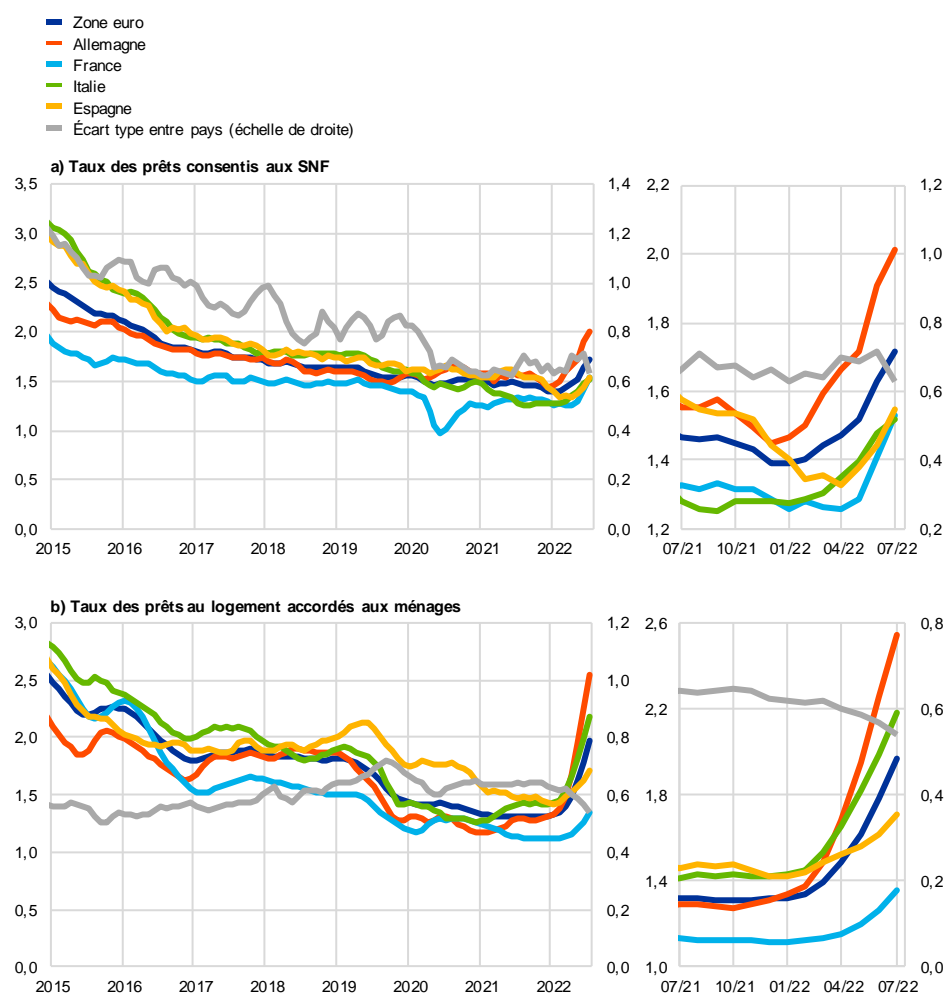 Zone euro
Allemagne
France
Italie
Espagne
Écart type entre pays (échelle de droite)
a) Taux des prêts consentis aux SNF
3,5 1,4 2,2 1,2
3,0 1,2 2,0 1,0
2,5 1,0
2,0 0,8 1,8 0,8
1,5 0,6 1,6 0,6
1,0 0,4 1,4 0,4
0,5 0,2
0,0 0,0 1,2 0,2
2015 2016 2017 2018 2019 2020 2021 2022 07/21 10/21 01/22 04/22 07/22
b) Taux des prêts au logement accordés aux ménages
3,0 1,2 2,6 0,8
2,5 1,0 2,2 0,6
2,0 0,8
1,5 0,6 1,8 0,4
1,0 0,4 1,4 0,2
0,5 0,2
0,0 0,0 1,0 0,0
2015 2016 2017 2018 2019 2020 2021 2022 07/21 10/21 01/22 04/22 07/22